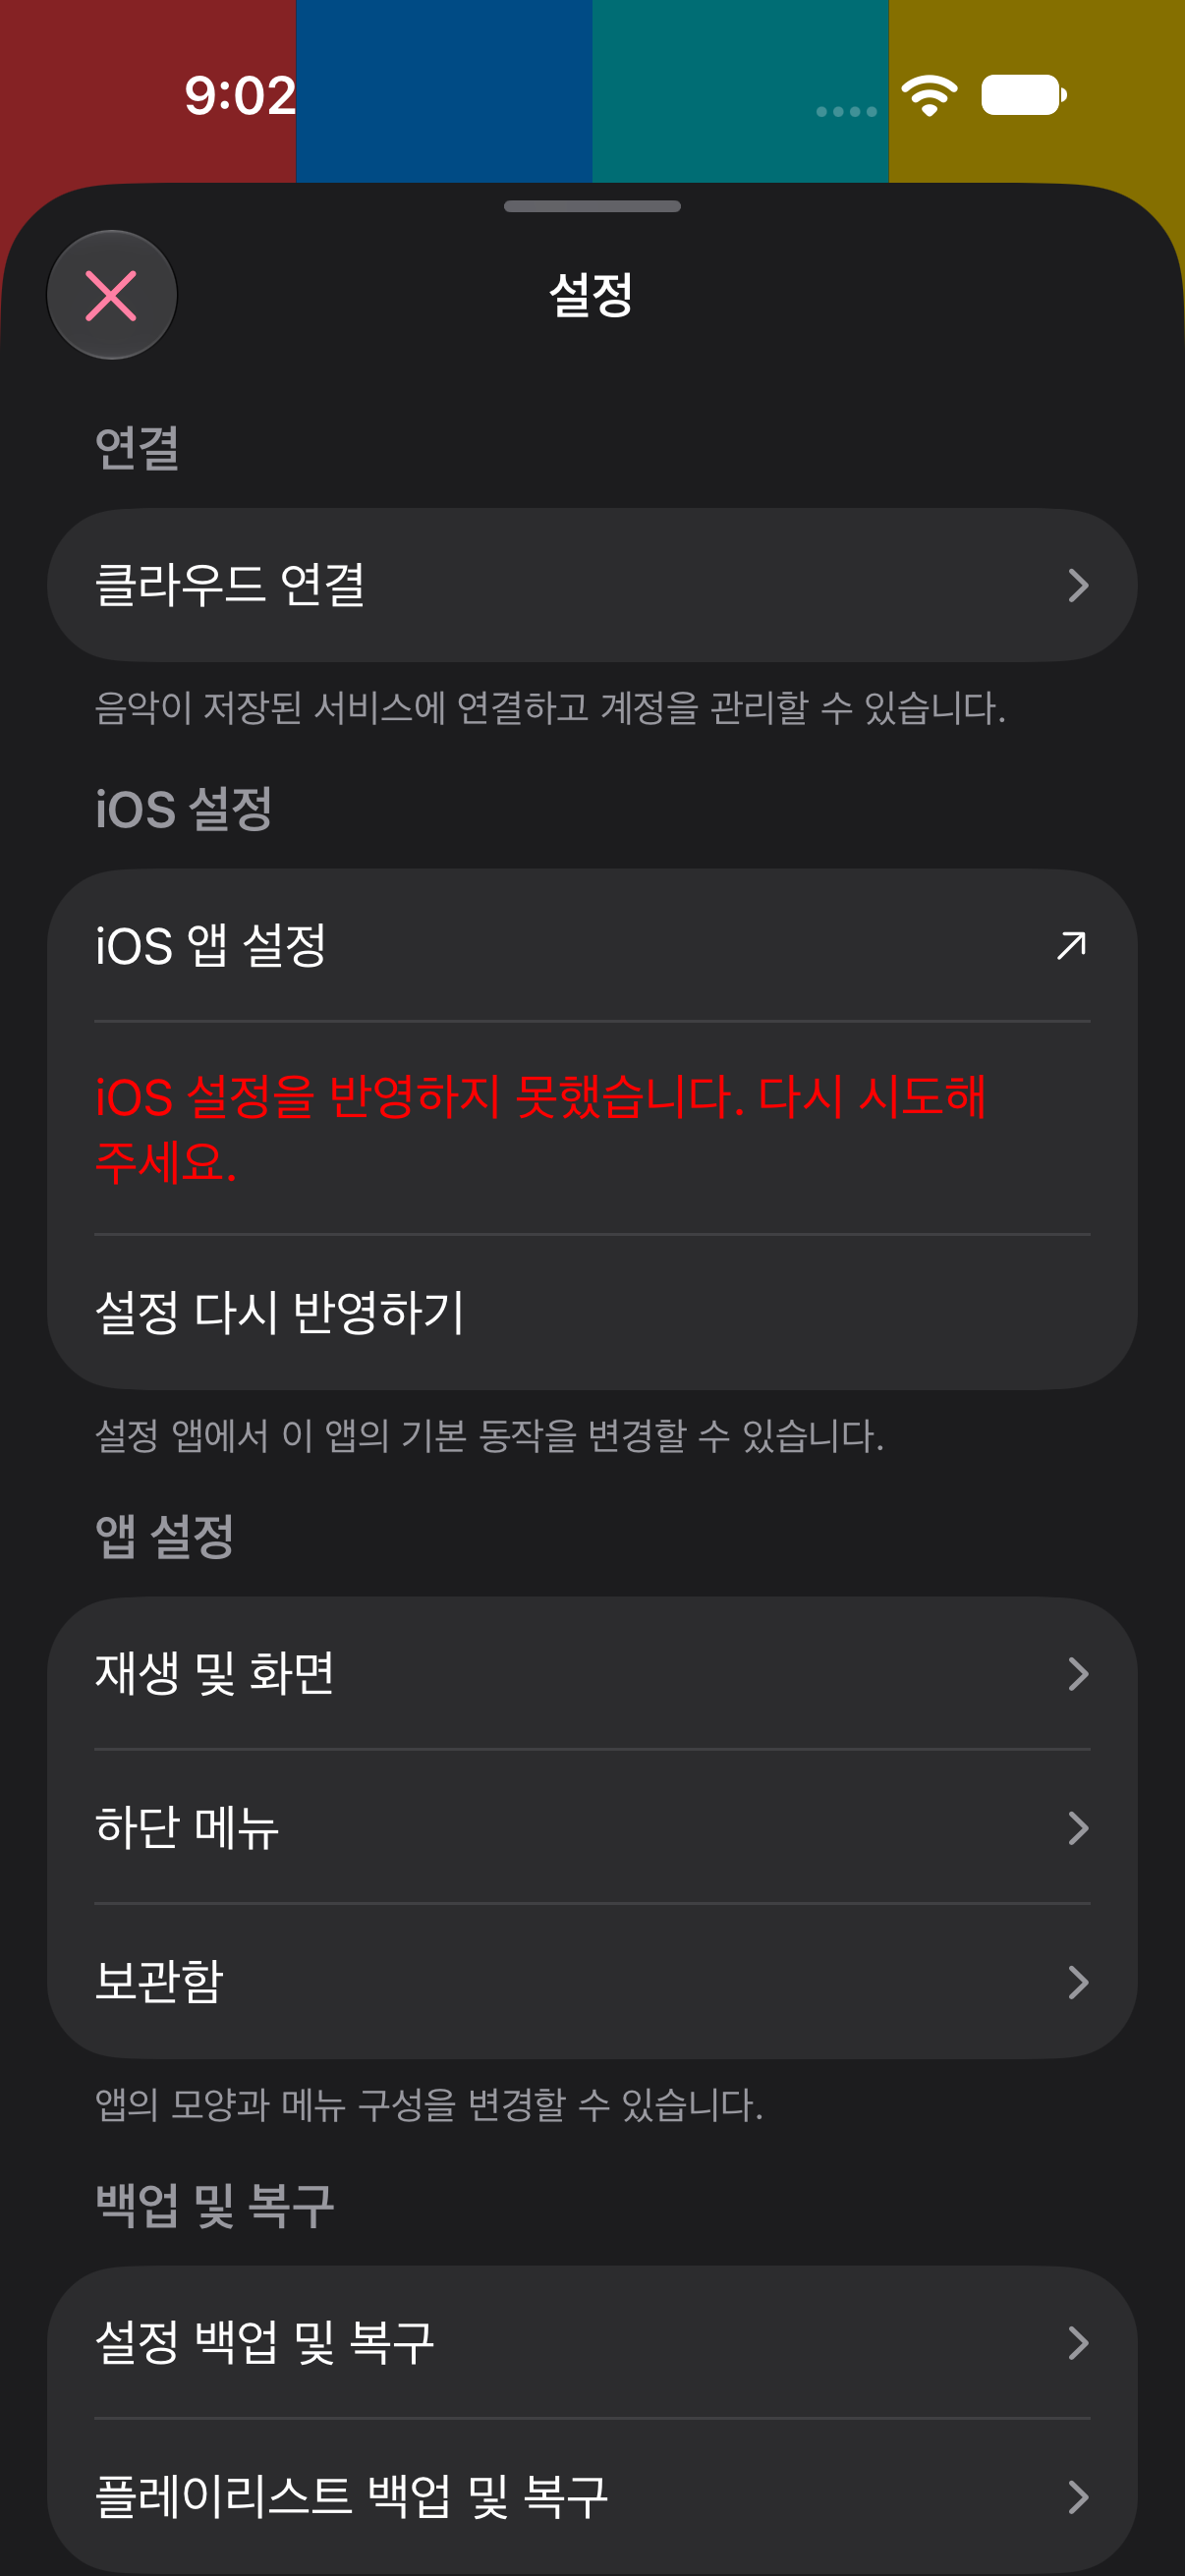 9:02
설정
연결
클라우드 연결
음악이 저장된 서비스에 연결하고 계정을 관리할 수 있습니다.
iOS 설정
iOS 앱 설정
iOS 설정을 반영하지 못했습니다. 다시 시도해
주세요.
설정 다시 반영하기
설정 앱에서 이 앱의 기본 동작을 변경할 수 있습니다.
앱 설정
재생 및 화면
하단 메뉴
보관함
앱의 모양과 메뉴 구성을 변경할 수 있습니다.
백업 및 복구
설정 백업 및 복구
플레이리스트 백업 및 복구